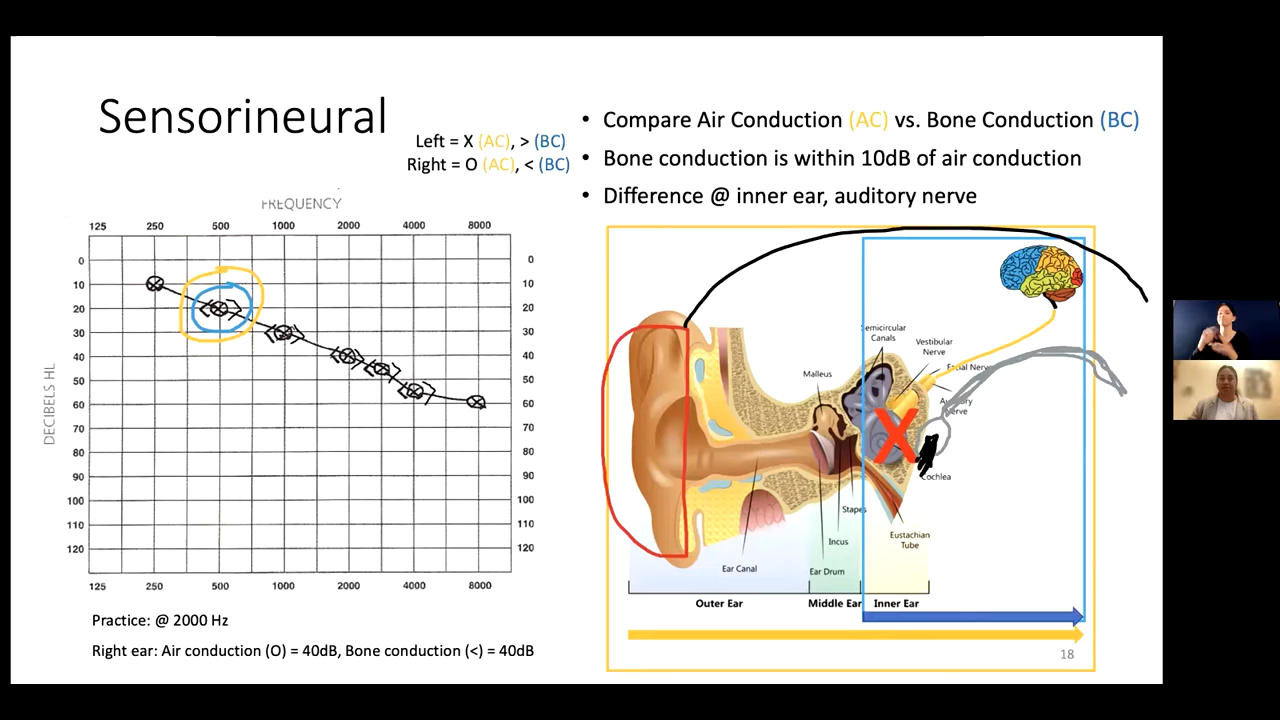 Sensorineural
Left = X (AC), > (BC)
Right = O (AC), < (BC)
• Compare Air Conduction (AC) vs. Bone Conduction (BC)
• Bone conduction is within 10dB of air conduction
• Difference @ inner ear, auditory nerve
FREQUENCY
125 250 500 1000 2000 4000 8000
DECIBELS HL
0 0
10 10
20 20
30 30
40 40
50 50
60 60
70 70
80 80
90 90
100 100
110 110
120 120
125 250 500 1000 2000 4000 8000
Practice: @ 2000 Hz
Right ear: Air conduction (O) = 40dB, Bone conduction (<) = 40dB
Semicircular
Canals
Vestibular
Nerve
Facial Nerve
Malleus
Auditory
Nerve
X
Cochlea
Stapes
Incus
Eustachian
Tube
Ear Canal
Ear Drum
Outer Ear
Middle Ear
Inner Ear
18